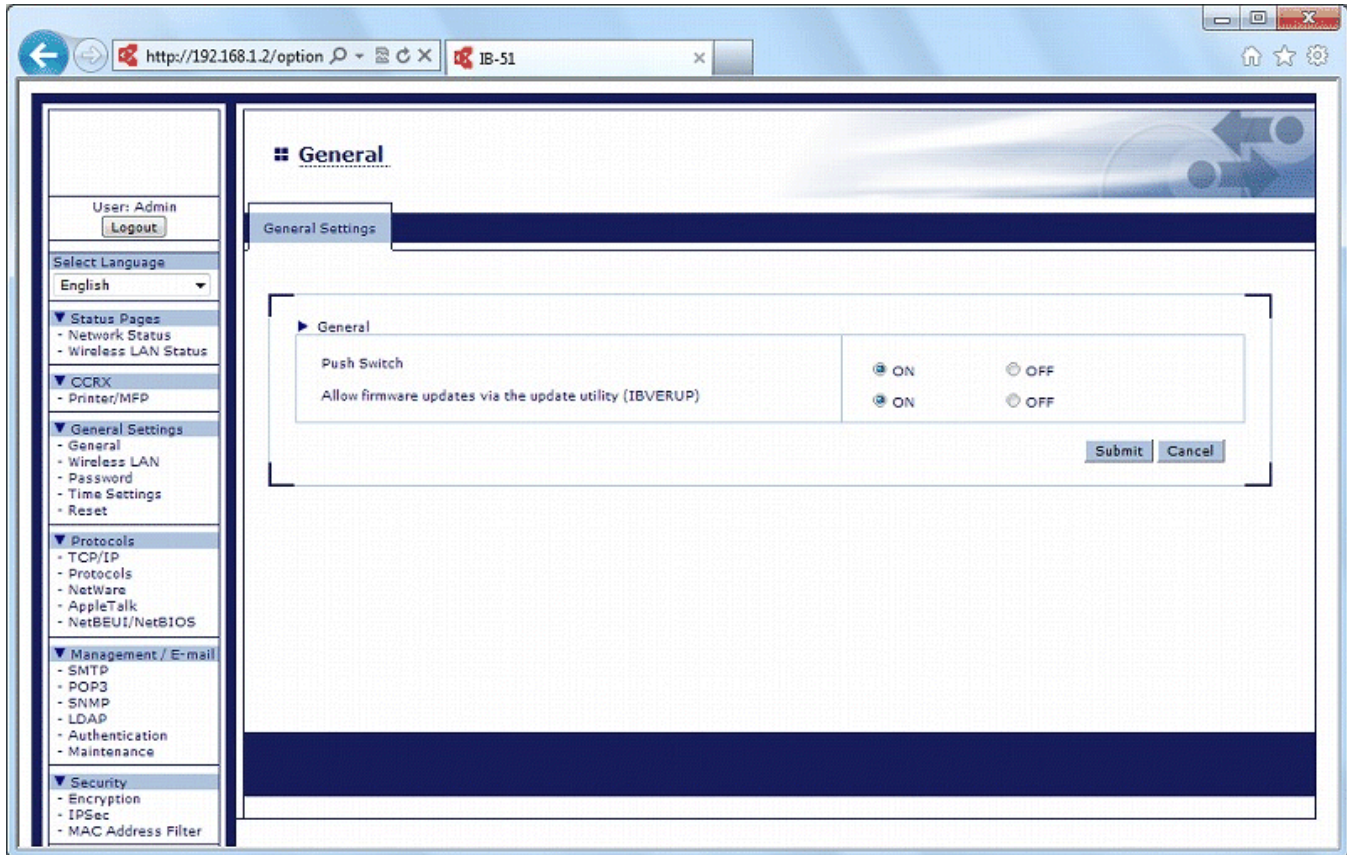 http://192.168.1.2/option
IB-51
User: Admin
Logout
Select Language
English
Status Pages
- Network Status
- Wireless LAN Status
CCRX
- Printer/MFP
General Settings
- General
- Wireless LAN
- Password
- Time Settings
- Reset
Protocols
- TCP/IP
- Protocols
- NetWare
- AppleTalk
- NetBEUI/NetBIOS
Management / E-mail
- SMTP
- POP3
- SNMP
- LDAP
- Authentication
- Maintenance
Security
- Encryption
- IPSec
- MAC Address Filter
General
General Settings
General
Push Switch ON OFF
Allow firmware updates via the update utility (IBVERUP) ON OFF
Submit Cancel